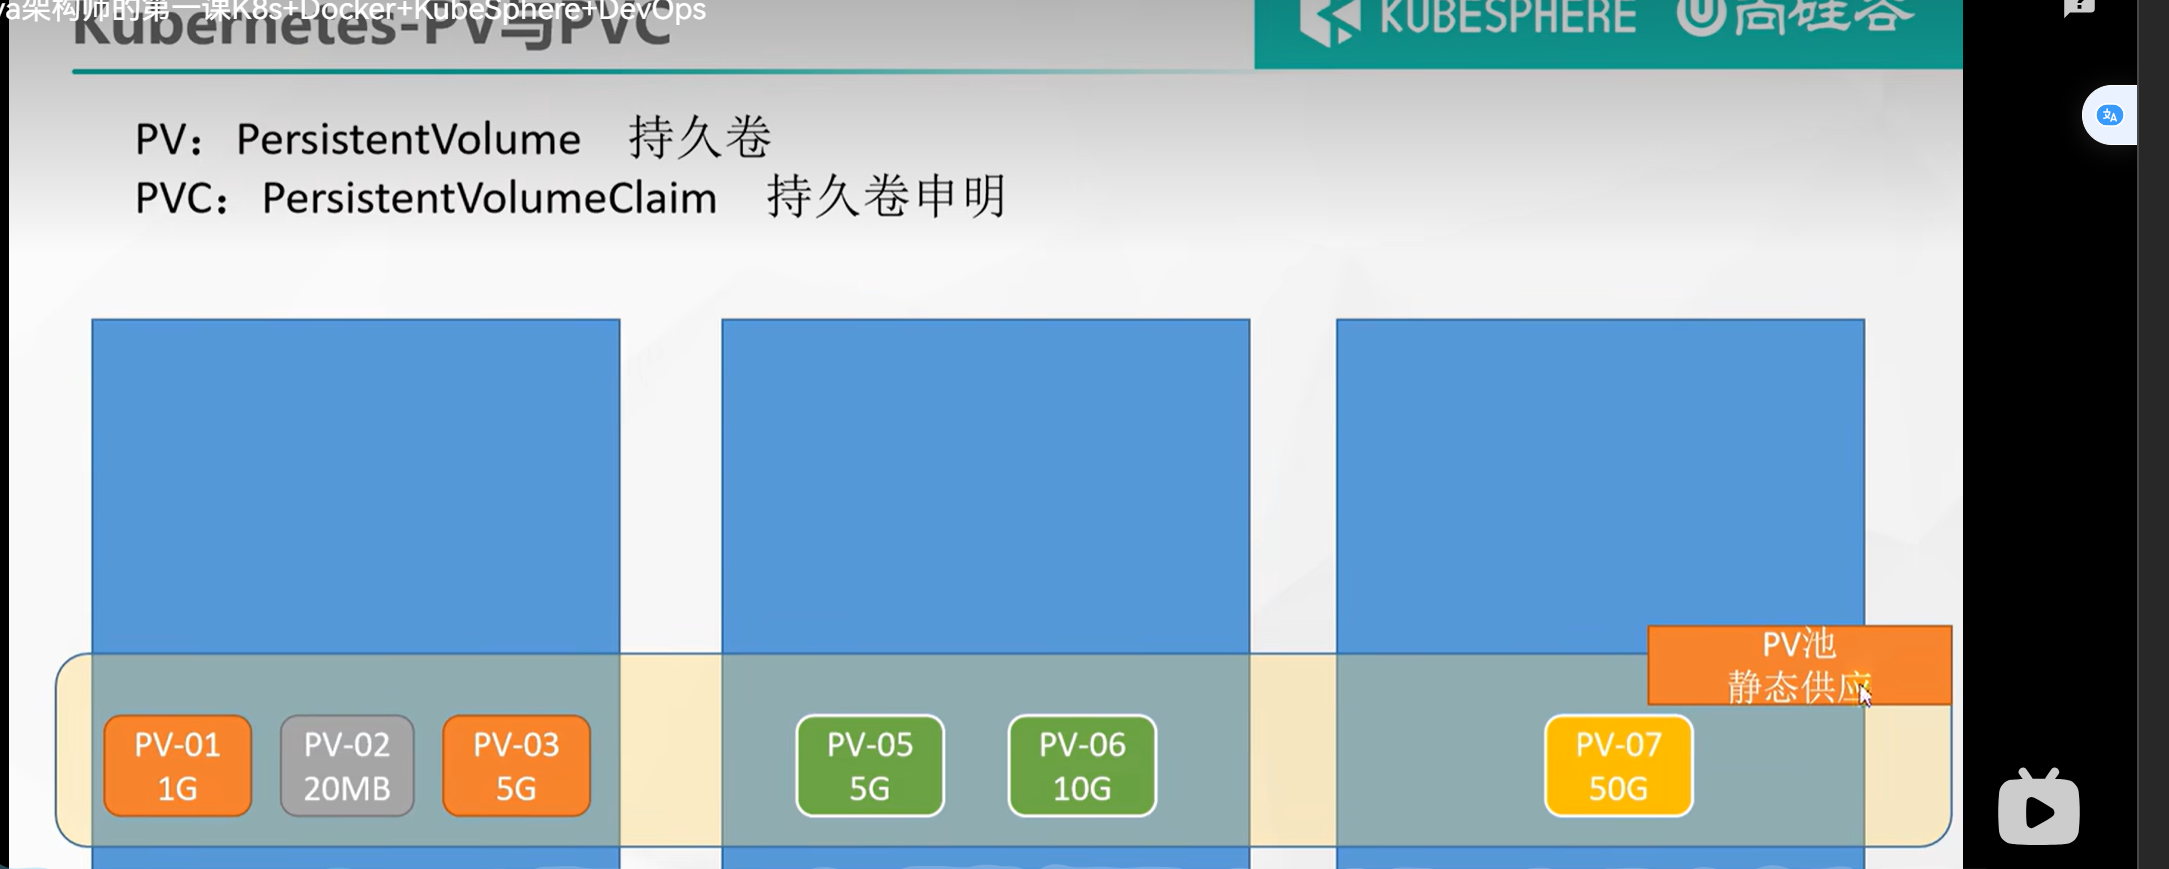 va架构师的第一课K8s+Docker+KubeSphere+DevOps
Kubernetes-PV与PVC
KUBESPHERE
尚硅谷
PV： PersistentVolume 持久卷
PVC： PersistentVolumeClaim 持久卷申明
PV池
静态供应
PV-01
1G
PV-02
20MB
PV-03
5G
PV-05
5G
PV-06
10G
PV-07
50G